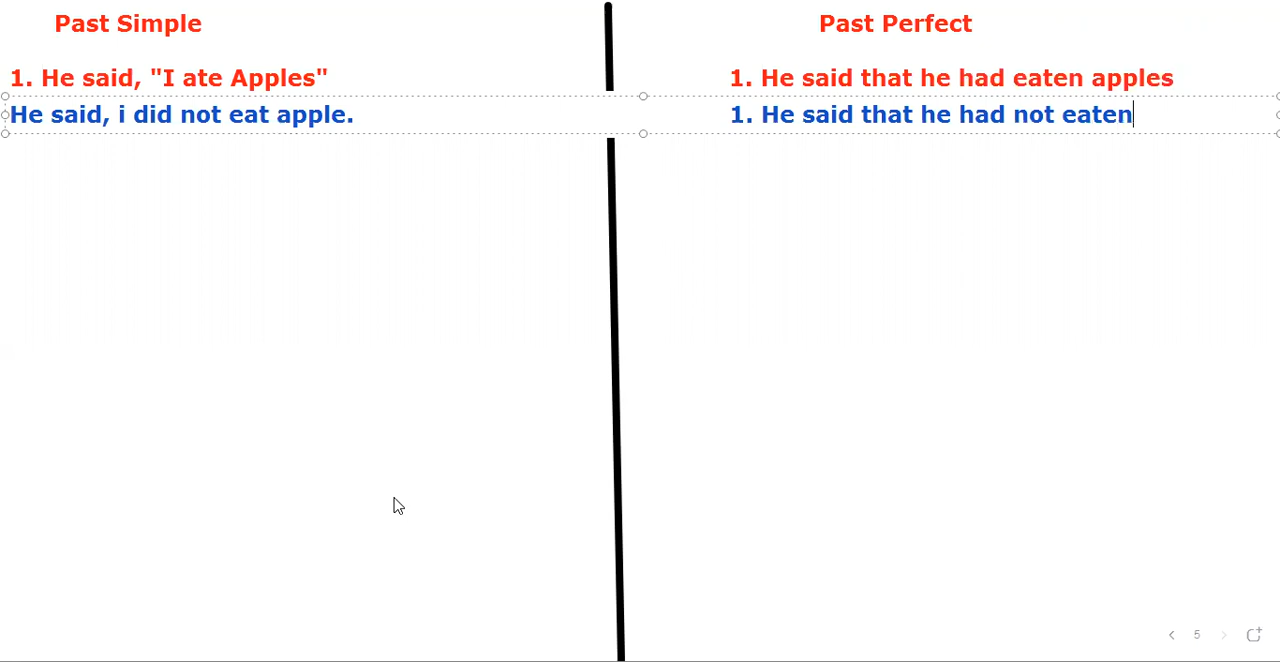 Past Simple
Past Perfect
1. He said, "I ate Apples"
1. He said that he had eaten apples
He said, i did not eat apple.
1. He said that he had not eaten
5